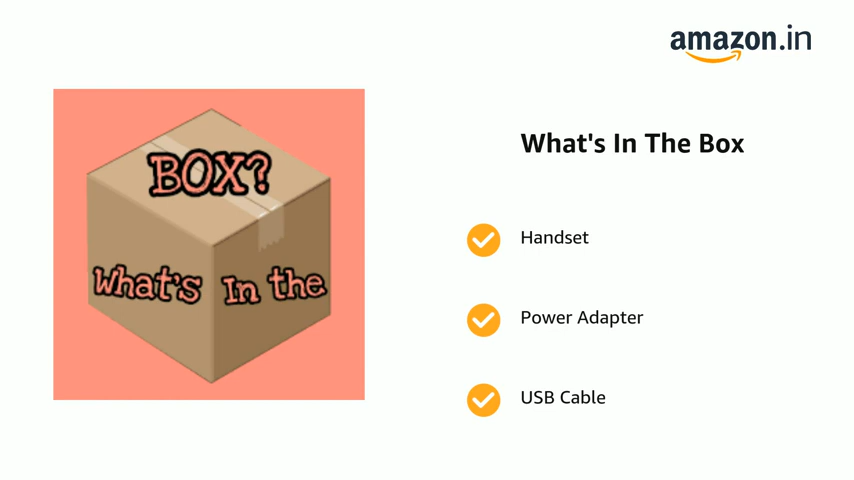 amazon.in
BOX?
What's In the
What's In The Box
Handset
Power Adapter
USB Cable